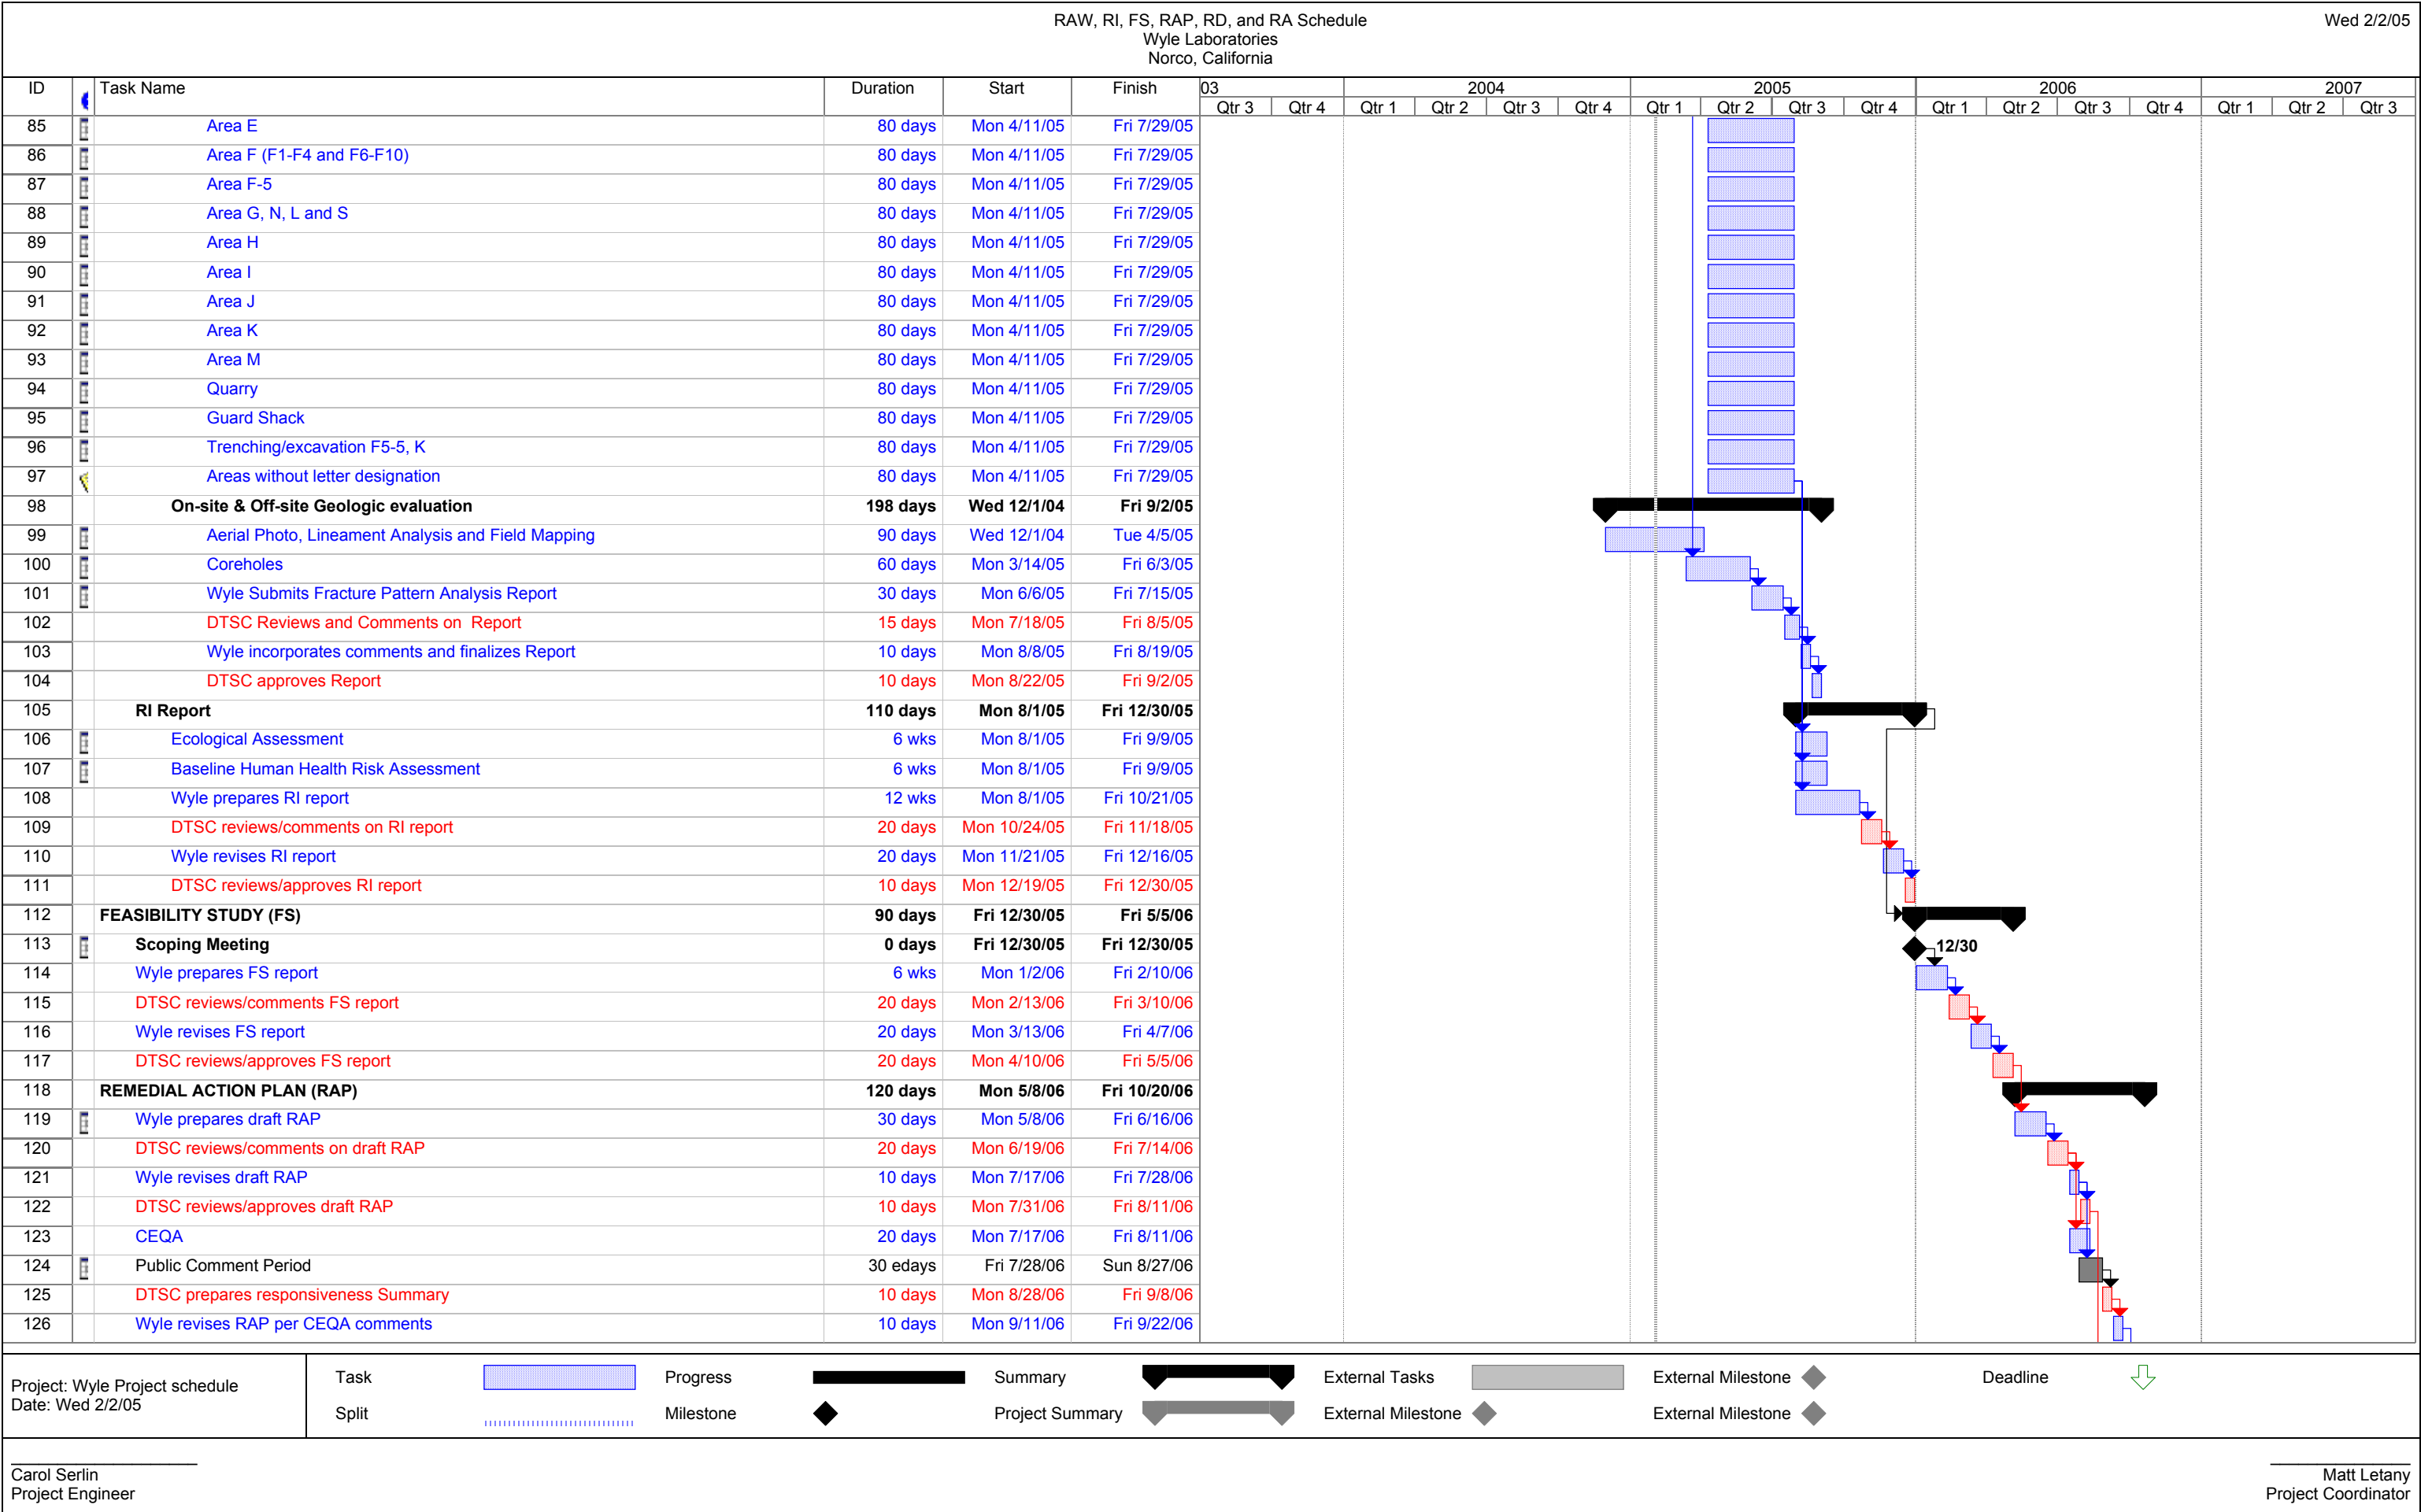 RAW, RI, FS, RAP, RD, and RA Schedule
Wed 2/2/05
Wyle Laboratories
Norco, California
ID Task Name Duration Start Finish
03 2004 2005 2006 2007
Qtr 3 Qtr 4 Qtr 1 Qtr 2 Qtr 3 Qtr 4 Qtr 1 Qtr 2 Qtr 3 Qtr 4 Qtr 1 Qtr 2 Qtr 3 Qtr 4 Qtr 1 Qtr 2 Qtr 3
85 Area E 80 days Mon 4/11/05 Fri 7/29/05
86 Area F (F1-F4 and F6-F10) 80 days Mon 4/11/05 Fri 7/29/05
87 Area F-5 80 days Mon 4/11/05 Fri 7/29/05
88 Area G, N, L and S 80 days Mon 4/11/05 Fri 7/29/05
89 Area H 80 days Mon 4/11/05 Fri 7/29/05
90 Area I 80 days Mon 4/11/05 Fri 7/29/05
91 Area J 80 days Mon 4/11/05 Fri 7/29/05
92 Area K 80 days Mon 4/11/05 Fri 7/29/05
93 Area M 80 days Mon 4/11/05 Fri 7/29/05
94 Quarry 80 days Mon 4/11/05 Fri 7/29/05
95 Guard Shack 80 days Mon 4/11/05 Fri 7/29/05
96 Trenching/excavation F5-5, K 80 days Mon 4/11/05 Fri 7/29/05
97 Areas without letter designation 80 days Mon 4/11/05 Fri 7/29/05
98 On-site & Off-site Geologic evaluation 198 days Wed 12/1/04 Fri 9/2/05
99 Aerial Photo, Lineament Analysis and Field Mapping 90 days Wed 12/1/04 Tue 4/5/05
100 Coreholes 60 days Mon 3/14/05 Fri 6/3/05
101 Wyle Submits Fracture Pattern Analysis Report 30 days Mon 6/6/05 Fri 7/15/05
102 DTSC Reviews and Comments on Report 15 days Mon 7/18/05 Fri 8/5/05
103 Wyle incorporates comments and finalizes Report 10 days Mon 8/8/05 Fri 8/19/05
104 DTSC approves Report 10 days Mon 8/22/05 Fri 9/2/05
105 RI Report 110 days Mon 8/1/05 Fri 12/30/05
106 Ecological Assessment 6 wks Mon 8/1/05 Fri 9/9/05
107 Baseline Human Health Risk Assessment 6 wks Mon 8/1/05 Fri 9/9/05
108 Wyle prepares RI report 12 wks Mon 8/1/05 Fri 10/21/05
109 DTSC reviews/comments on RI report 20 days Mon 10/24/05 Fri 11/18/05
110 Wyle revises RI report 20 days Mon 11/21/05 Fri 12/16/05
111 DTSC reviews/approves RI report 10 days Mon 12/19/05 Fri 12/30/05
112 FEASIBILITY STUDY (FS) 90 days Fri 12/30/05 Fri 5/5/06
113 Scoping Meeting 0 days Fri 12/30/05 Fri 12/30/05 12/30
114 Wyle prepares FS report 6 wks Mon 1/2/06 Fri 2/10/06
115 DTSC reviews/comments FS report 20 days Mon 2/13/06 Fri 3/10/06
116 Wyle revises FS report 20 days Mon 3/13/06 Fri 4/7/06
117 DTSC reviews/approves FS report 20 days Mon 4/10/06 Fri 5/5/06
118 REMEDIAL ACTION PLAN (RAP) 120 days Mon 5/8/06 Fri 10/20/06
119 Wyle prepares draft RAP 30 days Mon 5/8/06 Fri 6/16/06
120 DTSC reviews/comments on draft RAP 20 days Mon 6/19/06 Fri 7/14/06
121 Wyle revises draft RAP 10 days Mon 7/17/06 Fri 7/28/06
122 DTSC reviews/approves draft RAP 10 days Mon 7/31/06 Fri 8/11/06
123 CEQA 20 days Mon 7/17/06 Fri 8/11/06
124 Public Comment Period 30 edays Fri 7/28/06 Sun 8/27/06
125 DTSC prepares responsiveness Summary 10 days Mon 8/28/06 Fri 9/8/06
126 Wyle revises RAP per CEQA comments 10 days Mon 9/11/06 Fri 9/22/06
Project: Wyle Project schedule
Date: Wed 2/2/05
Task Progress Summary External Tasks External Milestone Deadline
Split Milestone Project Summary External Milestone External Milestone
Carol Serlin
Project Engineer
Matt Letany
Project Coordinator